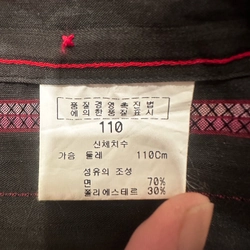 품질경영촉진법
에의한품질표시
110
신체치수
가슴 둘레 110Cm
섬유의 조성
면 70%
폴리에스테르 30%